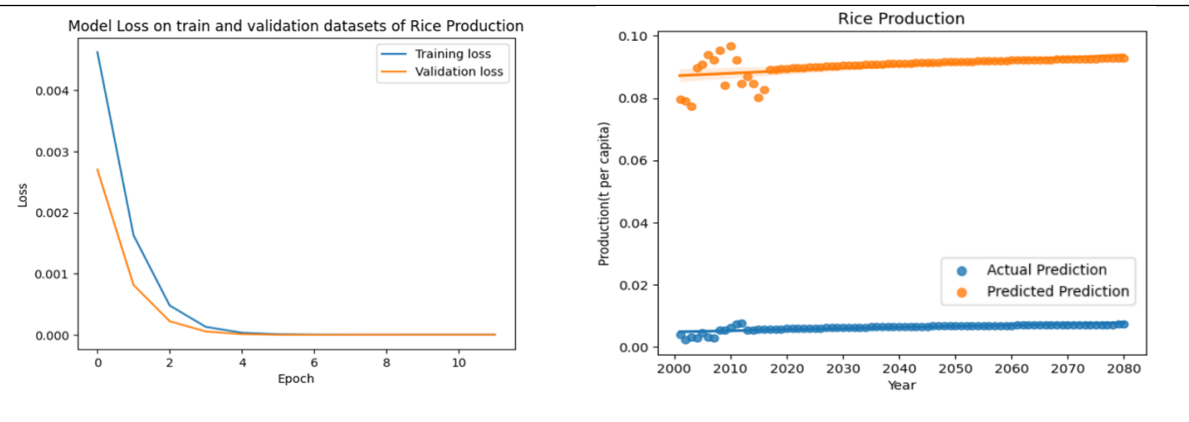 Model Loss on train and validation datasets of Rice Production
Training loss
Validation loss
0.004
0.003
0.002
0.001
0.000
Loss
0 2 4 6 8 10
Epoch
Rice Production
0.10
0.08
0.06
0.04
0.02
0.00
Production(t per capita)
Actual Prediction
Predicted Prediction
2000 2010 2020 2030 2040 2050 2060 2070 2080
Year